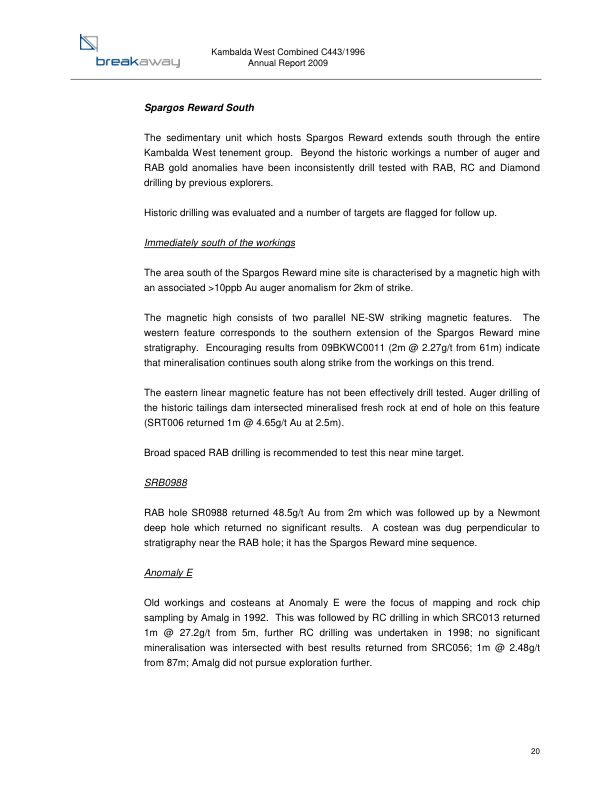 breakaway
Kambalda West Combined C443/1996
Annual Report 2009
Spargos Reward South
The sedimentary unit which hosts Spargos Reward extends south through the entire
Kambalda West tenement group. Beyond the historic workings a number of auger and
RAB gold anomalies have been inconsistently drill tested with RAB, RC and Diamond
drilling by previous explorers.
Historic drilling was evaluated and a number of targets are flagged for follow up.
Immediately south of the workings
The area south of the Spargos Reward mine site is characterised by a magnetic high with
an associated >10ppb Au auger anomalism for 2km of strike.
The magnetic high consists of two parallel NE-SW striking magnetic features. The
western feature corresponds to the southern extension of the Spargos Reward mine
stratigraphy. Encouraging results from 09BKWC0011 (2m @ 2.27g/t from 61m) indicate
that mineralisation continues south along strike from the workings on this trend.
The eastern linear magnetic feature has not been effectively drill tested. Auger drilling of
the historic tailings dam intersected mineralised fresh rock at end of hole on this feature
(SRT006 returned 1m @ 4.65g/t Au at 2.5m).
Broad spaced RAB drilling is recommended to test this near mine target.
SRB0988
RAB hole SR0988 returned 48.5g/t Au from 2m which was followed up by a Newmont
deep hole which returned no significant results. A costean was dug perpendicular to
stratigraphy near the RAB hole; it has the Spargos Reward mine sequence.
Anomaly E
Old workings and costeans at Anomaly E were the focus of mapping and rock chip
sampling by Amalg in 1992. This was followed by RC drilling in which SRC013 returned
1m @ 27.2g/t from 5m, further RC drilling was undertaken in 1998; no significant
mineralisation was intersected with best results returned from SRC056; 1m @ 2.48g/t
from 87m; Amalg did not pursue exploration further.
20